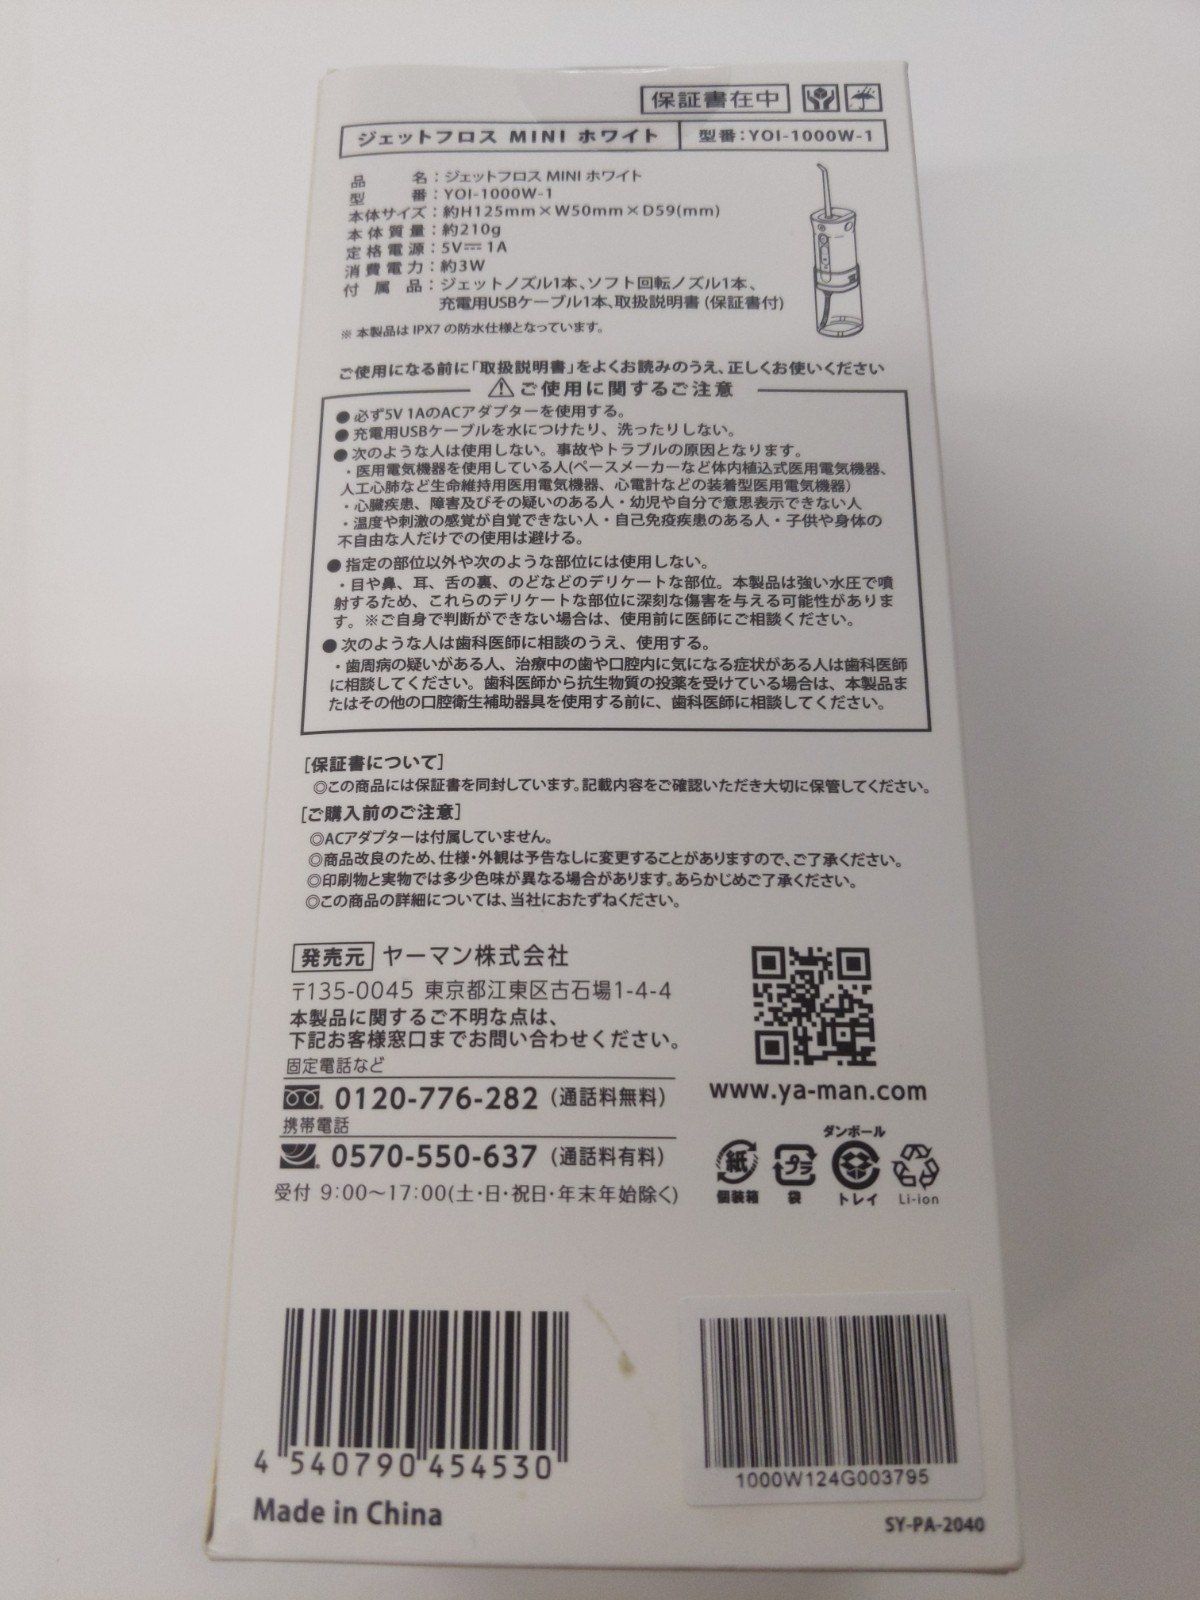 保証書在中
ジェットフロス MINI ホワイト 型番:YOI-1000W-1
品名:ジェットフロス MINI ホワイト
型番:YOI-1000W-1
本体サイズ:約H125mm×W50mm×D59(mm)
本体質量:約210g
定格電源:5V⎓1A
消費電力:約3W
付属品:ジェットノズル1本、ソフト回転ノズル1本、
充電用USBケーブル1本、取扱説明書 (保証書付)
※ 本製品は IPX7 の防水仕様となっています。
ご使用になる前に「取扱説明書」をよくお読みのうえ、正しくお使いください
⚠ご使用に関するご注意
●必ず5V 1AのACアダプターを使用する。
●充電用USBケーブルを水につけたり、洗ったりしない。
●次のような人は使用しない。事故やトラブルの原因となります。
・医用電気機器を使用している人(ペースメーカーなど体内植込式医用電気機器、
人工心肺など生命維持用医用電気機器、心電計などの装着型医用電気機器)
・心臓疾患、障害及びその疑いのある人・幼児や自分で意思表示できない人
・温度や刺激の感覚が自覚できない人・自己免疫疾患のある人・子供や身体の
不自由な人だけでの使用は避ける。
●指定の部位以外や次のような部位には使用しない。
・目や鼻、耳、舌の裏、のどなどのデリケートな部位。本製品は強い水圧で噴
射するため、これらのデリケートな部位に深刻な傷害を与える可能性がありま
す。※ご自身で判断ができない場合は、使用前に医師にご相談ください。
●次のような人は歯科医師に相談のうえ、使用する。
・歯周病の疑いがある人、治療中の歯や口腔内に気になる症状がある人は歯科医師
に相談してください。歯科医師から抗生物質の投薬を受けている場合は、本製品ま
たはその他の口腔衛生補助器具を使用する前に、歯科医師に相談してください。
[保証書について]
◎この商品には保証書を同封しています。記載内容をご確認いただき大切に保管してください。
[ご購入前のご注意]
◎ACアダプターは付属していません。
◎商品改良のため、仕様・外観は予告なしに変更することがありますので、ご了承ください。
◎印刷物と実物では多少色味が異なる場合があります。あらかじめご了承ください。
◎この商品の詳細については、当社におたずねください。
発売元 ヤーマン株式会社
〒135-0045 東京都江東区古石場1-4-4
本製品に関するご不明な点は、
下記お客様窓口までお問い合わせください。
固定電話など
0120-776-282 (通話料無料)
携帯電話
0570-550-637 (通話料有料)
受付 9:00〜17:00(土・日・祝日・年末年始除く)
www.ya-man.com
ダンボール
紙 プラ
個装箱 袋 トレイ Li-ion
4 540790 454530
1000W124G003795
Made in China
SY-PA-2040